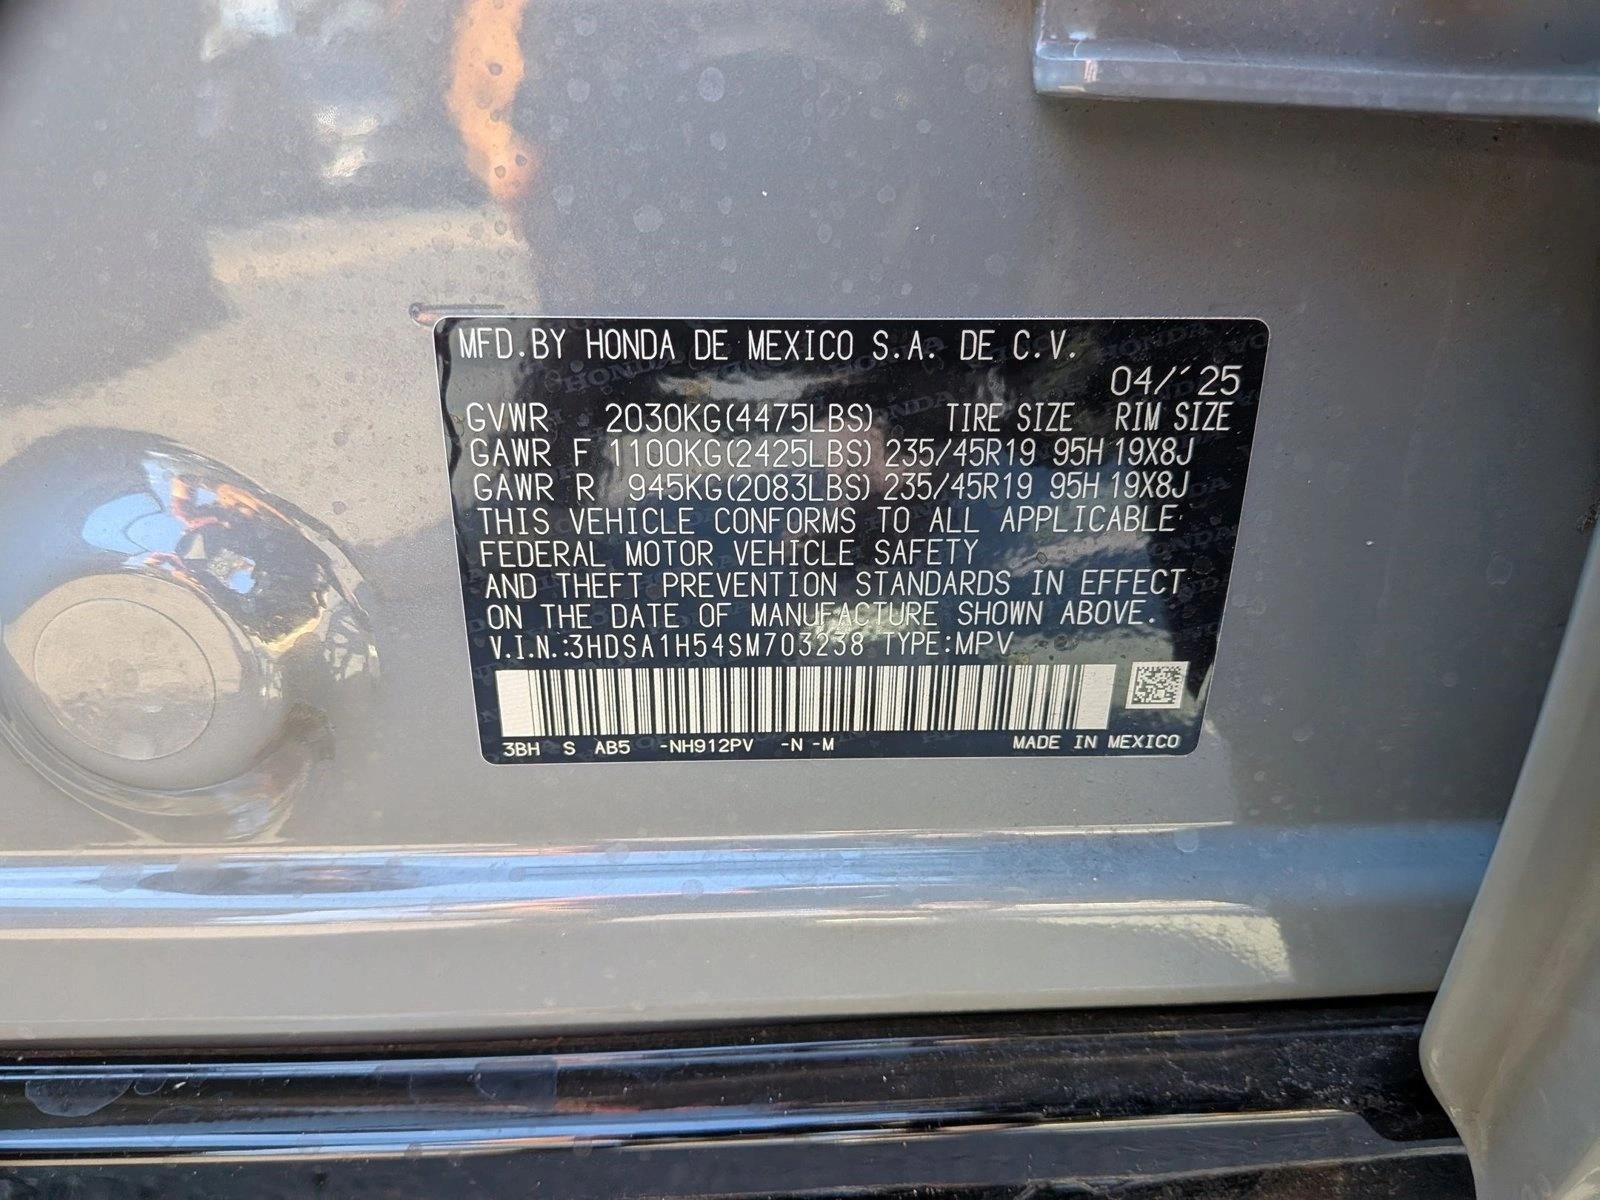 MFD.BY HONDA DE MEXICO S.A. DE C.V.
04/´25
GVWR 2030KG(4475LBS) TIRE SIZE RIM SIZE
GAWR F 1100KG(2425LBS) 235/45R19 95H 19X8J
GAWR R 945KG(2083LBS) 235/45R19 95H 19X8J
THIS VEHICLE CONFORMS TO ALL APPLICABLE
FEDERAL MOTOR VEHICLE SAFETY
AND THEFT PREVENTION STANDARDS IN EFFECT
ON THE DATE OF MANUFACTURE SHOWN ABOVE.
V.I.N.:3HDSA1H54SM703238 TYPE:MPV
3BH S AB5 -NH912PV -N -M MADE IN MEXICO